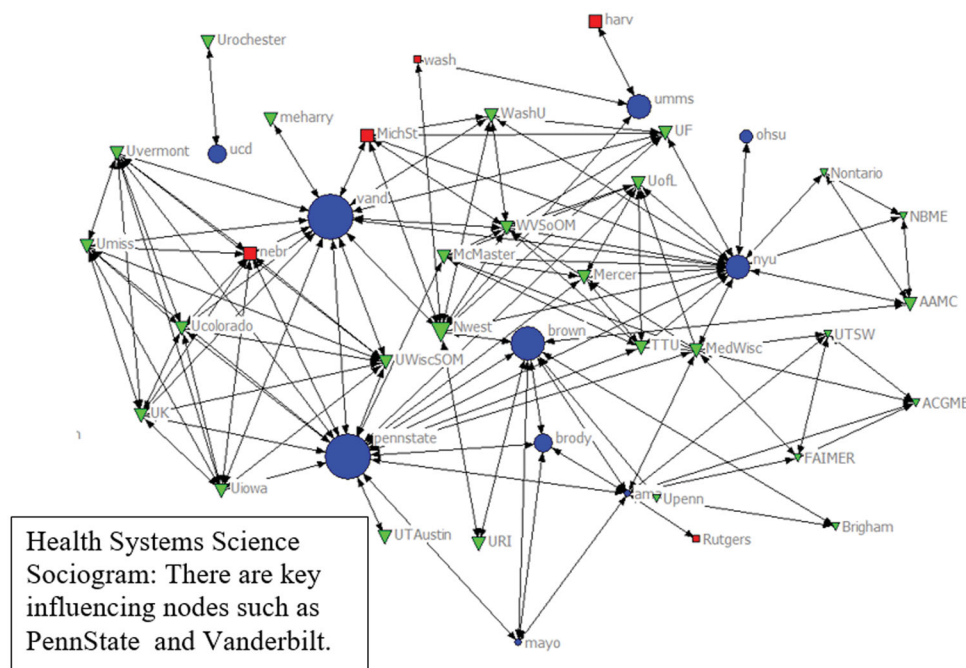 harv
Urochester
wash
umms
meherry
WashU
MichSt
UF
ohsu
Uvermont
ucd
UofL
Nontario
vand
NBME
WVSoOM
Umiss
nebr
McMaster
nyu
Mercer
AAMC
Ucolorado
Nwest
brown
UTSW
TTU
MedWisc
UWiscSOM
ACGME
UK
pennstate
brody
n
FAIMER
Uiowa
ama
Upenn
Brigham
UTAustin
URI
Rutgers
mayo
Health Systems Science
Sociogram: There are key
influencing nodes such as
PennState and Vanderbilt.